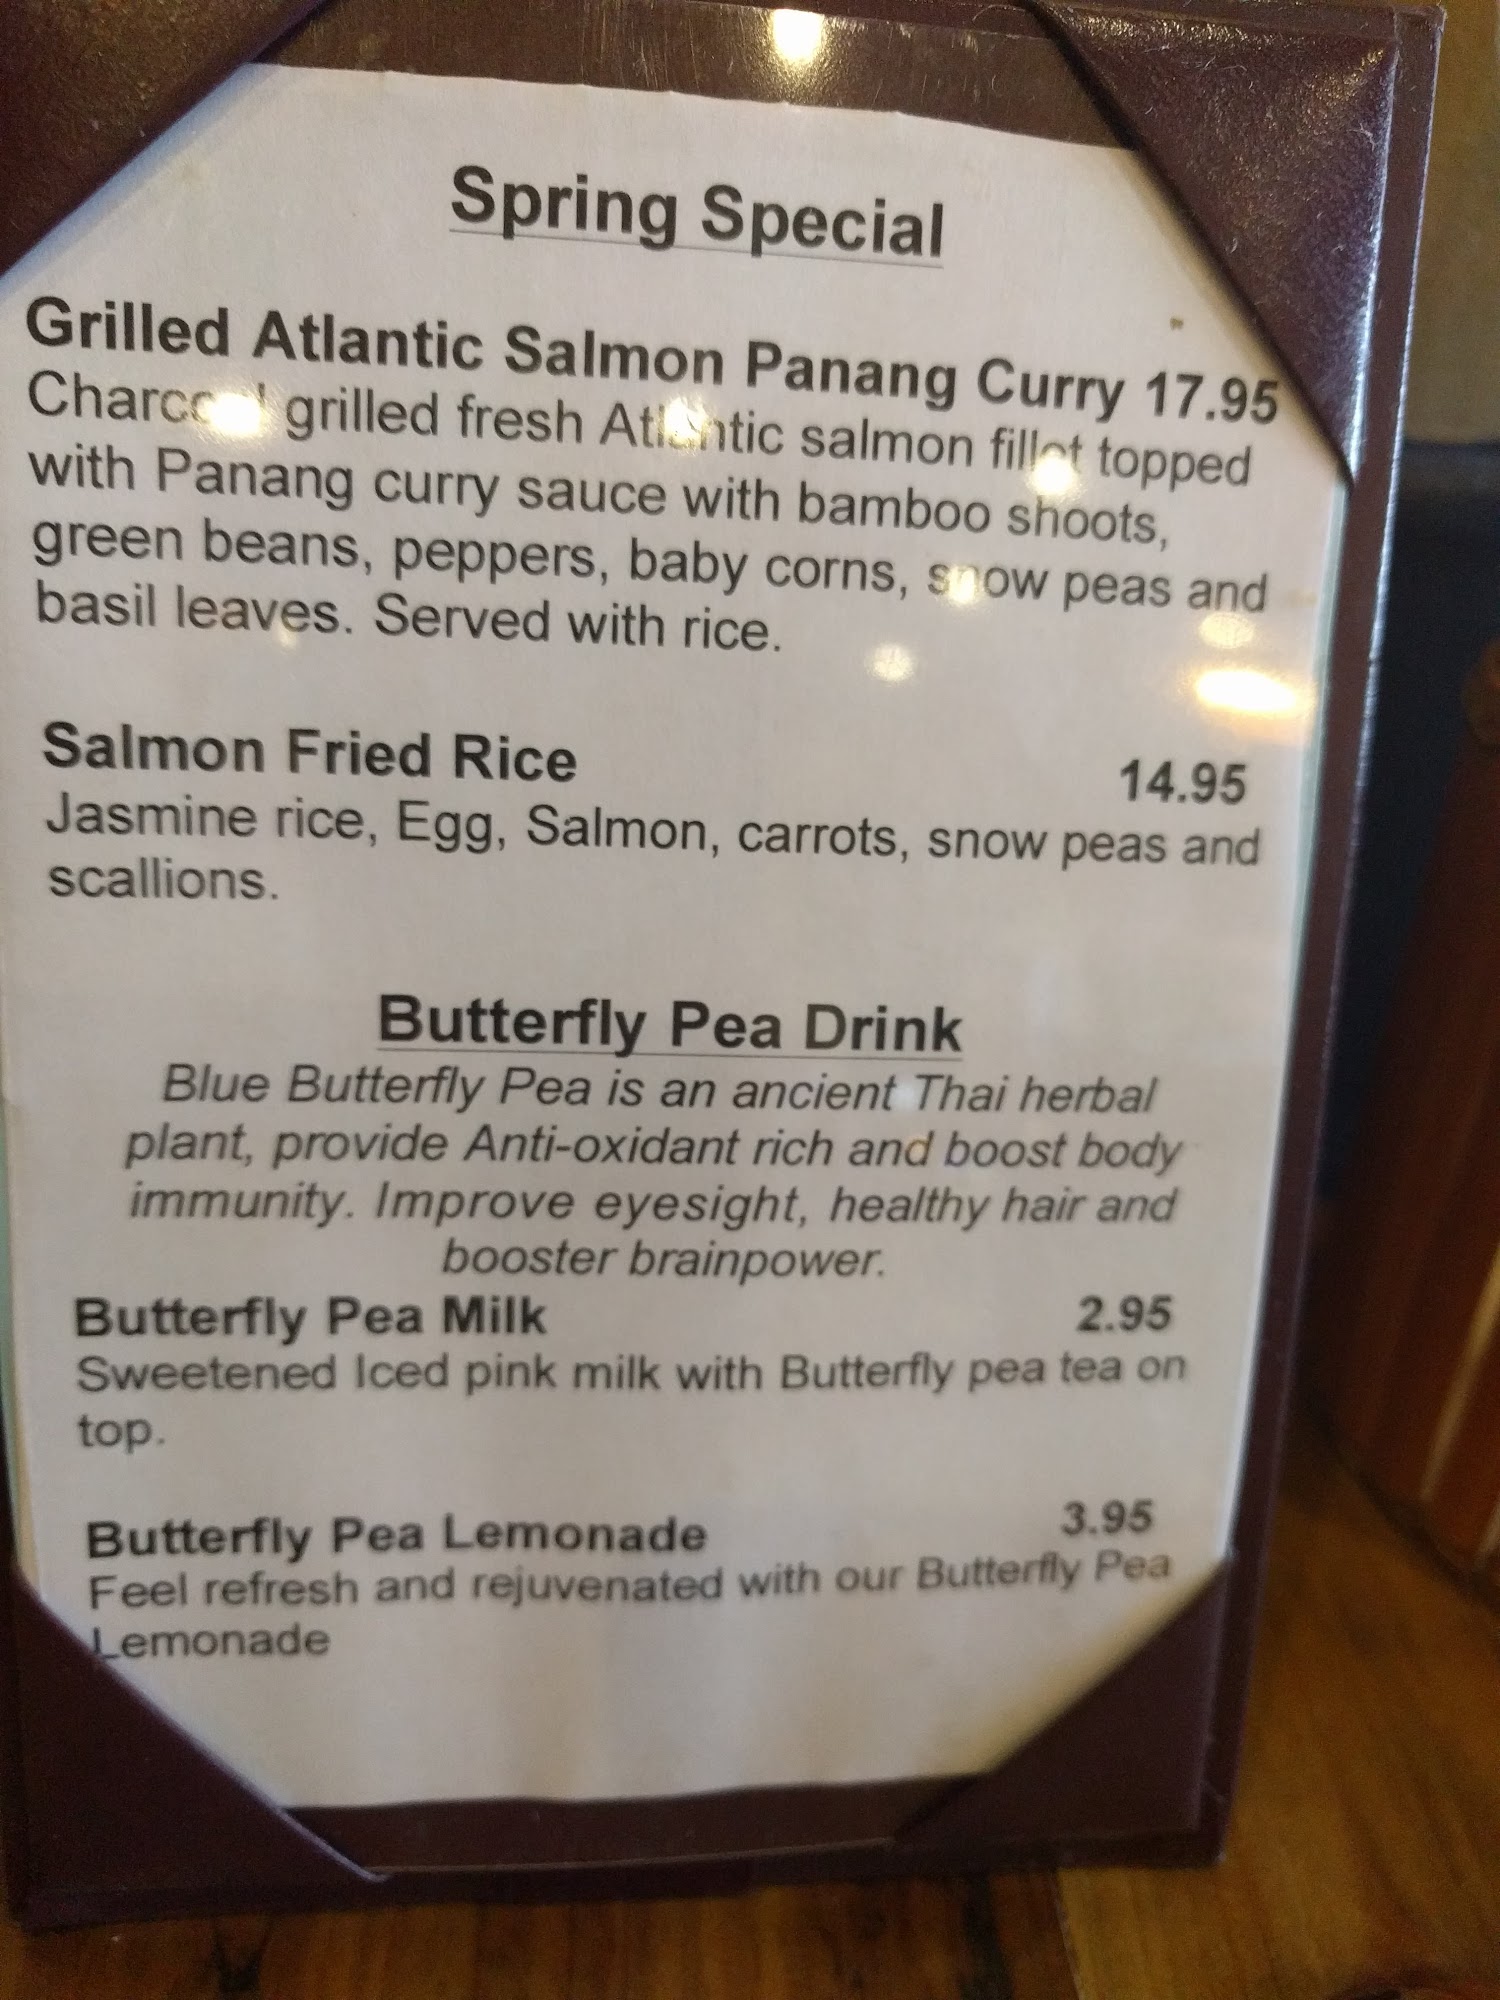 Spring Special
Grilled Atlantic Salmon Panang Curry 17.95
Charcoal grilled fresh Atlantic salmon fillet topped
with Panang curry sauce with bamboo shoots,
green beans, peppers, baby corns, snow peas and
basil leaves. Served with rice.
Salmon Fried Rice 14.95
Jasmine rice, Egg, Salmon, carrots, snow peas and
scallions.
Butterfly Pea Drink
Blue Butterfly Pea is an ancient Thai herbal
plant, provide Anti-oxidant rich and boost body
immunity. Improve eyesight, healthy hair and
booster brainpower.
Butterfly Pea Milk 2.95
Sweetened Iced pink milk with Butterfly pea tea on
top.
Butterfly Pea Lemonade 3.95
Feel refresh and rejuvenated with our Butterfly Pea
Lemonade